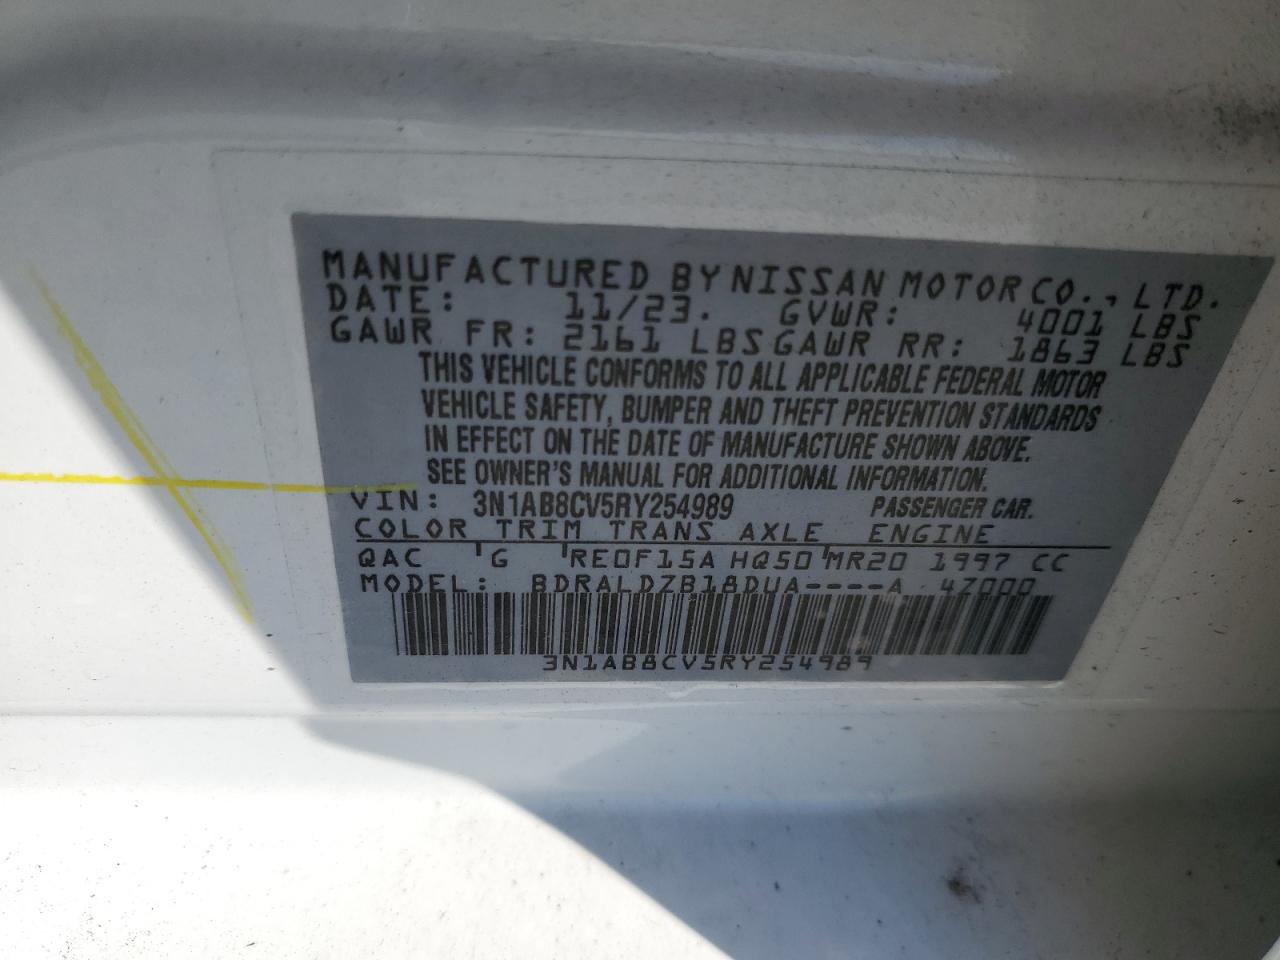 MANUFACTURED BY NISSAN MOTOR CO., LTD.
DATE: 11/23. GVWR: 4001 LBS
GAWR FR: 2161 LBS GAWR RR: 1863 LBS
THIS VEHICLE CONFORMS TO ALL APPLICABLE FEDERAL MOTOR
VEHICLE SAFETY, BUMPER AND THEFT PREVENTION STANDARDS
IN EFFECT ON THE DATE OF MANUFACTURE SHOWN ABOVE.
SEE OWNER'S MANUAL FOR ADDITIONAL INFORMATION.
VIN: 3N1AB8CV5RY254989 PASSENGER CAR.
COLOR TRIM TRANS AXLE ENGINE
QAC 'G 'RE0F15A HQ50'MR20 1997 CC
MODEL: BDRALDZB18DUA----A 4Z000
3N1AB8CV5RY254989